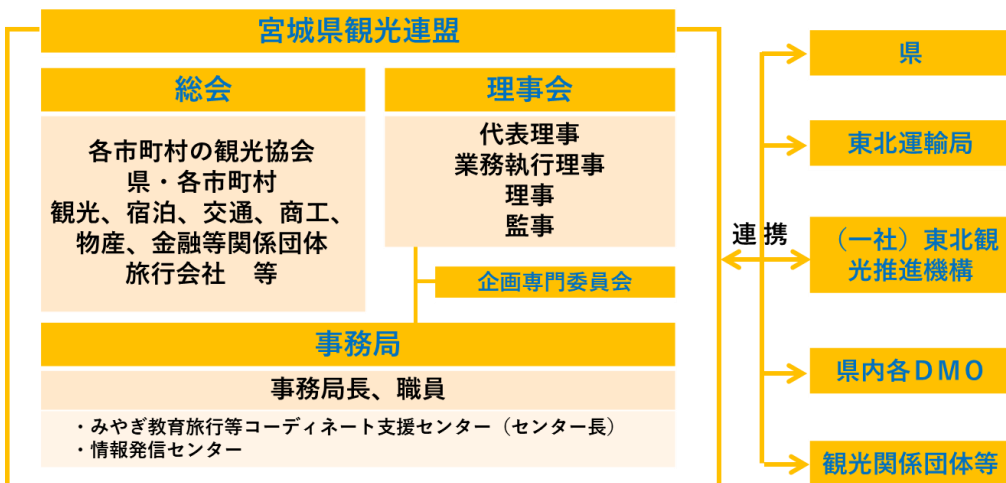 宮城県観光連盟
総会
各市町村の観光協会
県・各市町村
観光、宿泊、交通、商工、
物産、金融等関係団体
旅行会社　等
理事会
代表理事
業務執行理事
理事
監事
企画専門委員会
事務局
事務局長、職員
・みやぎ教育旅行等コーディネート支援センター（センター長）
・情報発信センター
連携
県
東北運輸局
（一社）東北観
光推進機構
県内各DMO
観光関係団体等